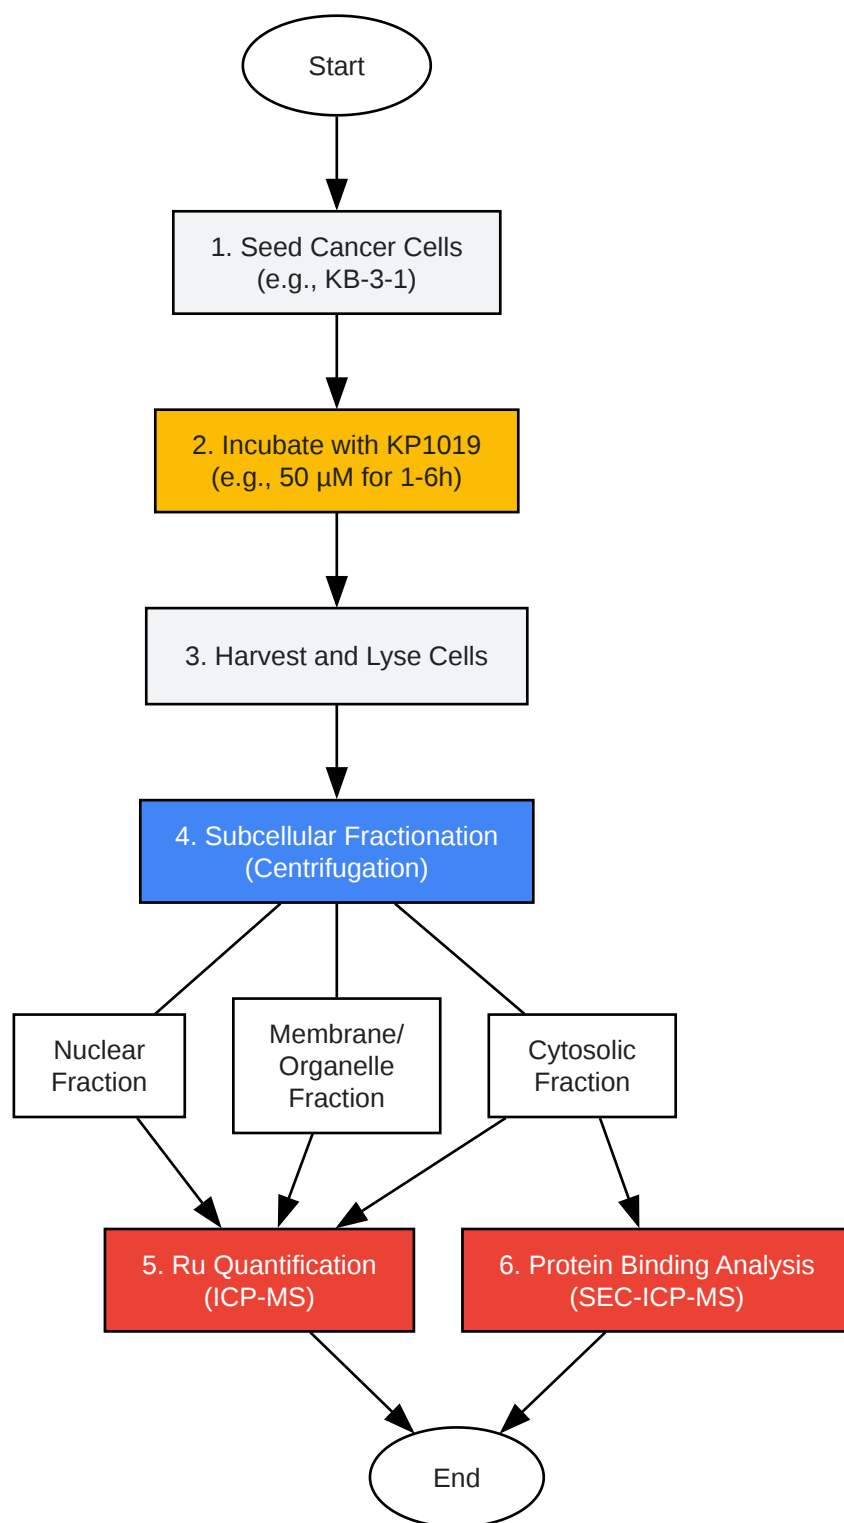 Start
1. Seed Cancer Cells
(e.g., KB-3-1)
2. Incubate with KP1019
(e.g., 50 µM for 1-6h)
3. Harvest and Lyse Cells
4. Subcellular Fractionation
(Centrifugation)
Nuclear
Fraction
Membrane/
Organelle
Fraction
Cytosolic
Fraction
5. Ru Quantification
(ICP-MS)
6. Protein Binding Analysis
(SEC-ICP-MS)
End